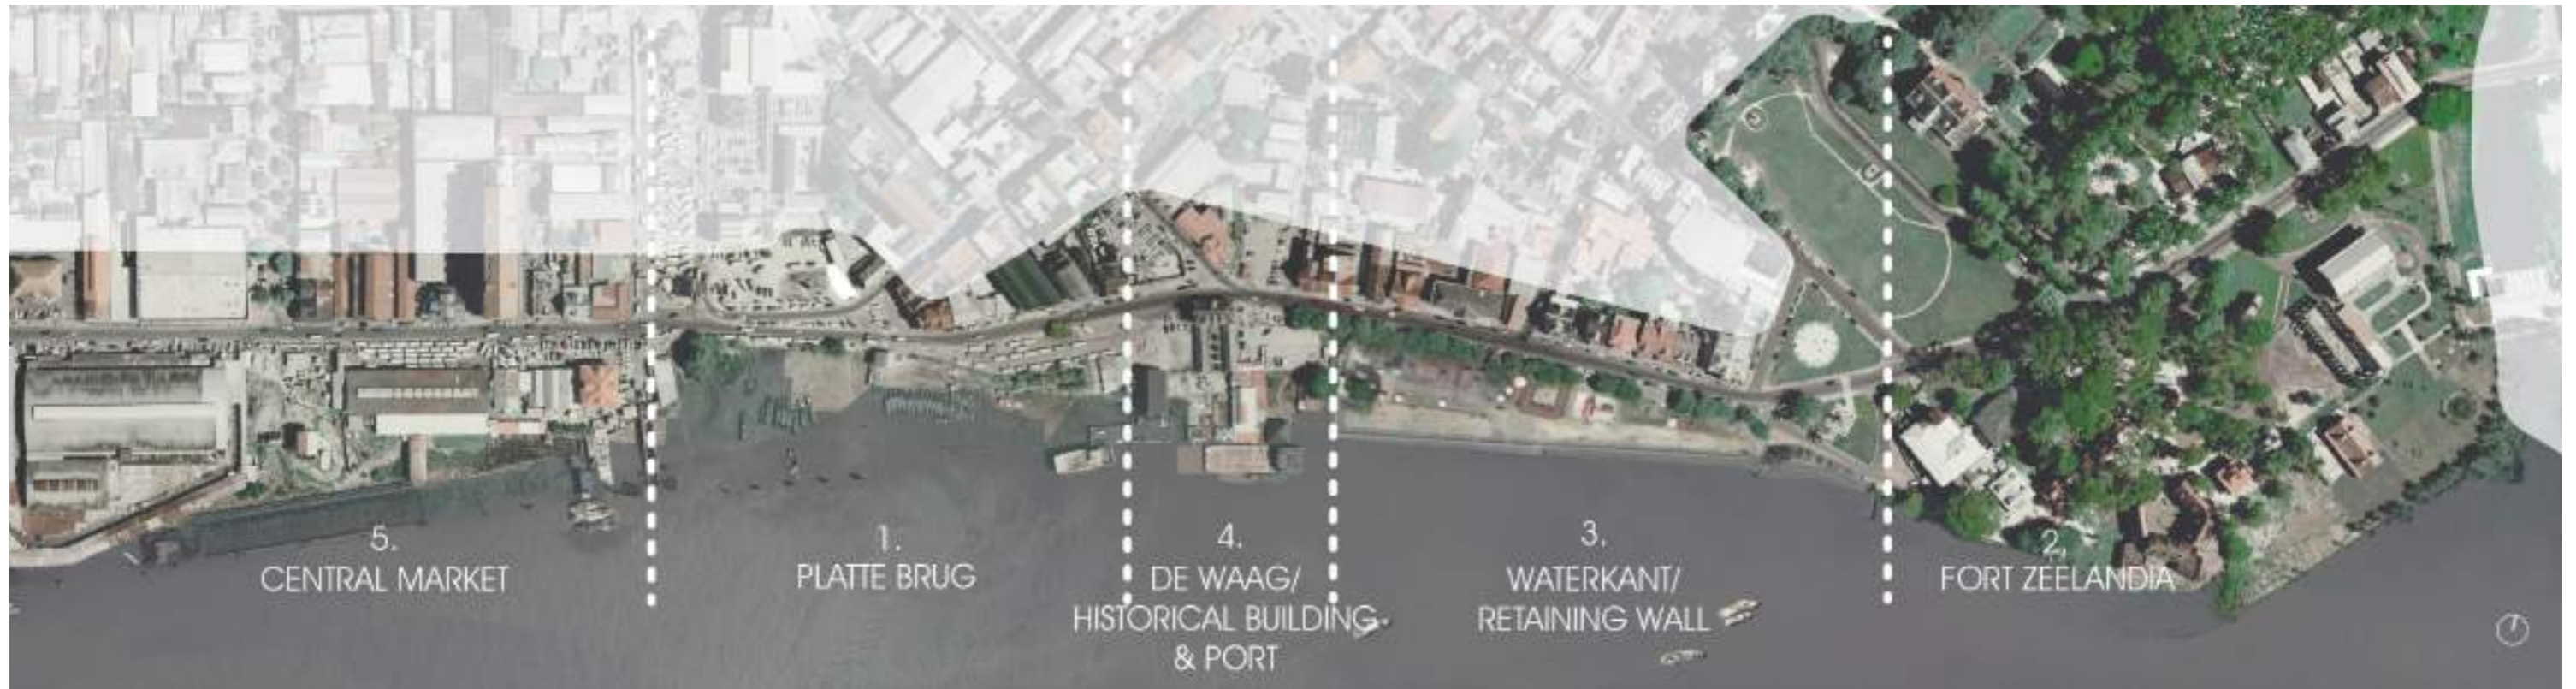 5.
CENTRAL MARKET
1.
PLATTE BRUG
4.
DE WAAG/
HISTORICAL BUILDING
& PORT
3.
WATERKANT/
RETAINING WALL
2.
FORT ZEELANDIA